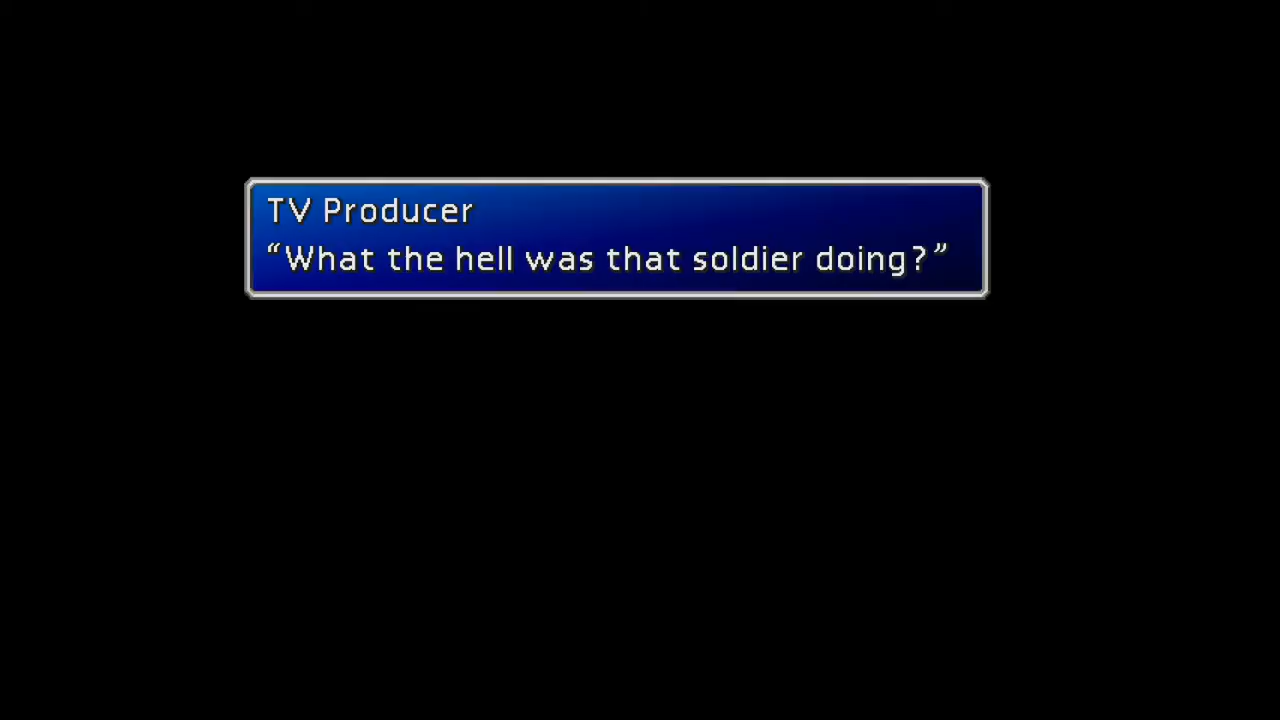 TV Producer
“What the hell was that soldier doing?”